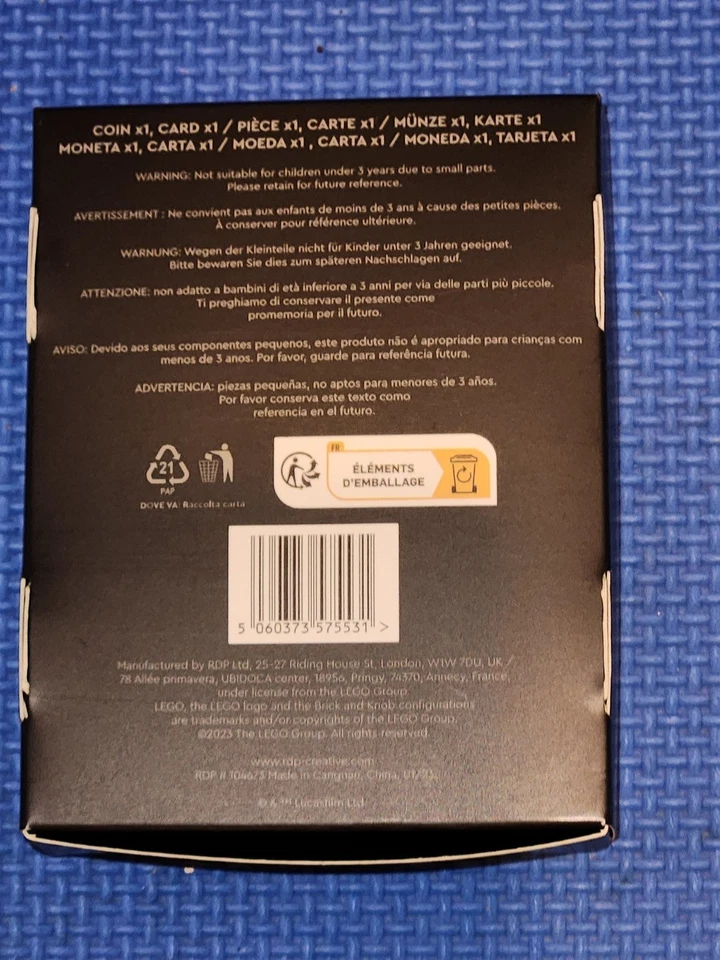 COIN x1, CARD x1 / PIÈCE x1, CARTE x1 / MÜNZE x1, KARTE x1
MONETA x1, CARTA x1 / MOEDA x1 , CARTA x1 / MONEDA x1, TARJETA x1
WARNING: Not suitable for children under 3 years due to small parts.
Please retain for future reference.
AVERTISSEMENT : Ne convient pas aux enfants de moins de 3 ans à cause des petites pièces.
À conserver pour référence ultérieure.
WARNUNG: Wegen der Kleinteile nicht für Kinder unter 3 Jahren geeignet.
Bitte bewaren Sie dies zum späteren Nachschlagen auf.
ATTENZIONE: non adatto a bambini di età inferiore a 3 anni per via delle parti più piccole.
Ti preghiamo di conservare il presente come
promemoria per il futuro.
AVISO: Devido aos seus componentes pequenos, este produto não é apropriado para crianças com
menos de 3 anos. Por favor, guarde para referência futura.
ADVERTENCIA: piezas pequeñas, no aptos para menores de 3 años.
Por favor conserva este texto como
referencia en el futuro.
21
PAP
DOVE VA: Raccolta carta
FR
ÉLÉMENTS
D'EMBALLAGE
5 060373 575531 >
Manufactured by RDP Ltd, 25-27 Riding House St, London, W1W 7DU, UK /
78 Allée primavera, UBIDOCA center, 18956, Pringy, 74370, Annecy, France,
under license from the LEGO Group
LEGO, the LEGO logo and the Brick and Knob configurations
are trademarks and/or copyrights of the LEGO Group.
©2023 The LEGO Group. All rights reserved.
www.rdp-creative.com
RDP # 104673 Made in Cangnan, China, 01/23.
© & ™ Lucasfilm Ltd.